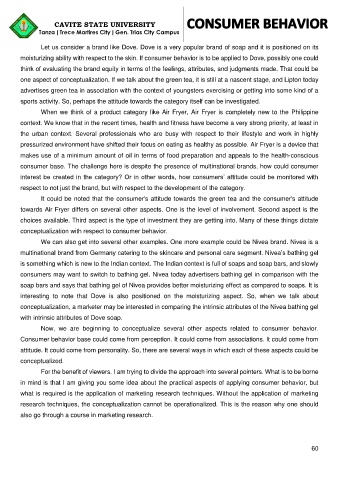 CAVITE STATE UNIVERSITY
Tanza | Trece Martires City | Gen. Trias City Campus
CONSUMER BEHAVIOR
Let us consider a brand like Dove. Dove is a very popular brand of soap and it is positioned on its
moisturizing ability with respect to the skin. If consumer behavior is to be applied to Dove, possibly one could
think of evaluating the brand equity in terms of the feelings, attributes, and judgments made. That could be
one aspect of conceptualization. If we talk about the green tea, it is still at a nascent stage, and Lipton today
advertises green tea in association with the context of youngsters exercising or getting into some kind of a
sports activity. So, perhaps the attitude towards the category itself can be investigated.
When we think of a product category like Air Fryer, Air Fryer is completely new to the Philippine
context. We know that in the recent times, health and fitness have become a very strong priority, at least in
the urban context. Several professionals who are busy with respect to their lifestyle and work in highly
pressurized environment have shifted their focus on eating as healthy as possible. Air Fryer is a device that
makes use of a minimum amount of oil in terms of food preparation and appeals to the health-conscious
consumer base. The challenge here is despite the presence of multinational brands, how could consumer
interest be created in the category? Or in other words, how consumers' attitude could be monitored with
respect to not just the brand, but with respect to the development of the category.
It could be noted that the consumer's attitude towards the green tea and the consumer's attitude
towards Air Fryer differs on several other aspects. One is the level of involvement. Second aspect is the
choices available. Third aspect is the type of investment they are getting into. Many of these things dictate
conceptualization with respect to consumer behavior.
We can also get into several other examples. One more example could be Nivea brand. Nivea is a
multinational brand from Germany catering to the skincare and personal care segment. Nivea's bathing gel
is something which is new to the Indian context. The Indian context is full of soaps and soap bars, and slowly
consumers may want to switch to bathing gel. Nivea today advertisers bathing gel in comparison with the
soap bars and says that bathing gel of Nivea provides better moisturizing effect as compared to soaps. It is
interesting to note that Dove is also positioned on the moisturizing aspect. So, when we talk about
conceptualization, a marketer may be interested in comparing the intrinsic attributes of the Nivea bathing gel
with intrinsic attributes of Dove soap.
Now, we are beginning to conceptualize several other aspects related to consumer behavior.
Consumer behavior base could come from perception. It could come from associations. It could come from
attitude. It could come from personality. So, there are several ways in which each of these aspects could be
conceptualized.
For the benefit of viewers, I am trying to divide the approach into several pointers. What is to be borne
in mind is that I am giving you some idea about the practical aspects of applying consumer behavior, but
what is required is the application of marketing research techniques. Without the application of marketing
research techniques, the conceptualization cannot be operationalized. This is the reason why one should
also go through a course in marketing research.
60